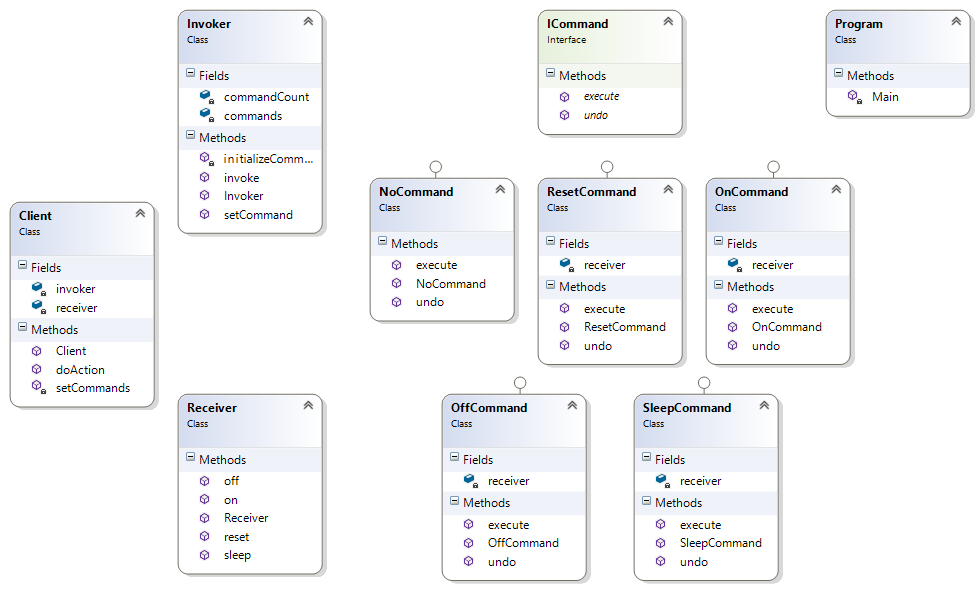 Invoker
Class
Fields
commandCount
commands
Methods
initializeComm...
invoke
Invoker
setCommand
ICommand
Interface
Methods
execute
undo
Program
Class
Methods
Main
Client
Class
Fields
invoker
receiver
Methods
Client
doAction
setCommands
NoCommand
Class
Methods
execute
NoCommand
undo
ResetCommand
Class
Fields
receiver
Methods
execute
ResetCommand
undo
OnCommand
Class
Fields
receiver
Methods
execute
OnCommand
undo
Receiver
Class
Methods
off
on
Receiver
reset
sleep
OffCommand
Class
Fields
receiver
Methods
execute
OffCommand
undo
SleepCommand
Class
Fields
receiver
Methods
execute
SleepCommand
undo